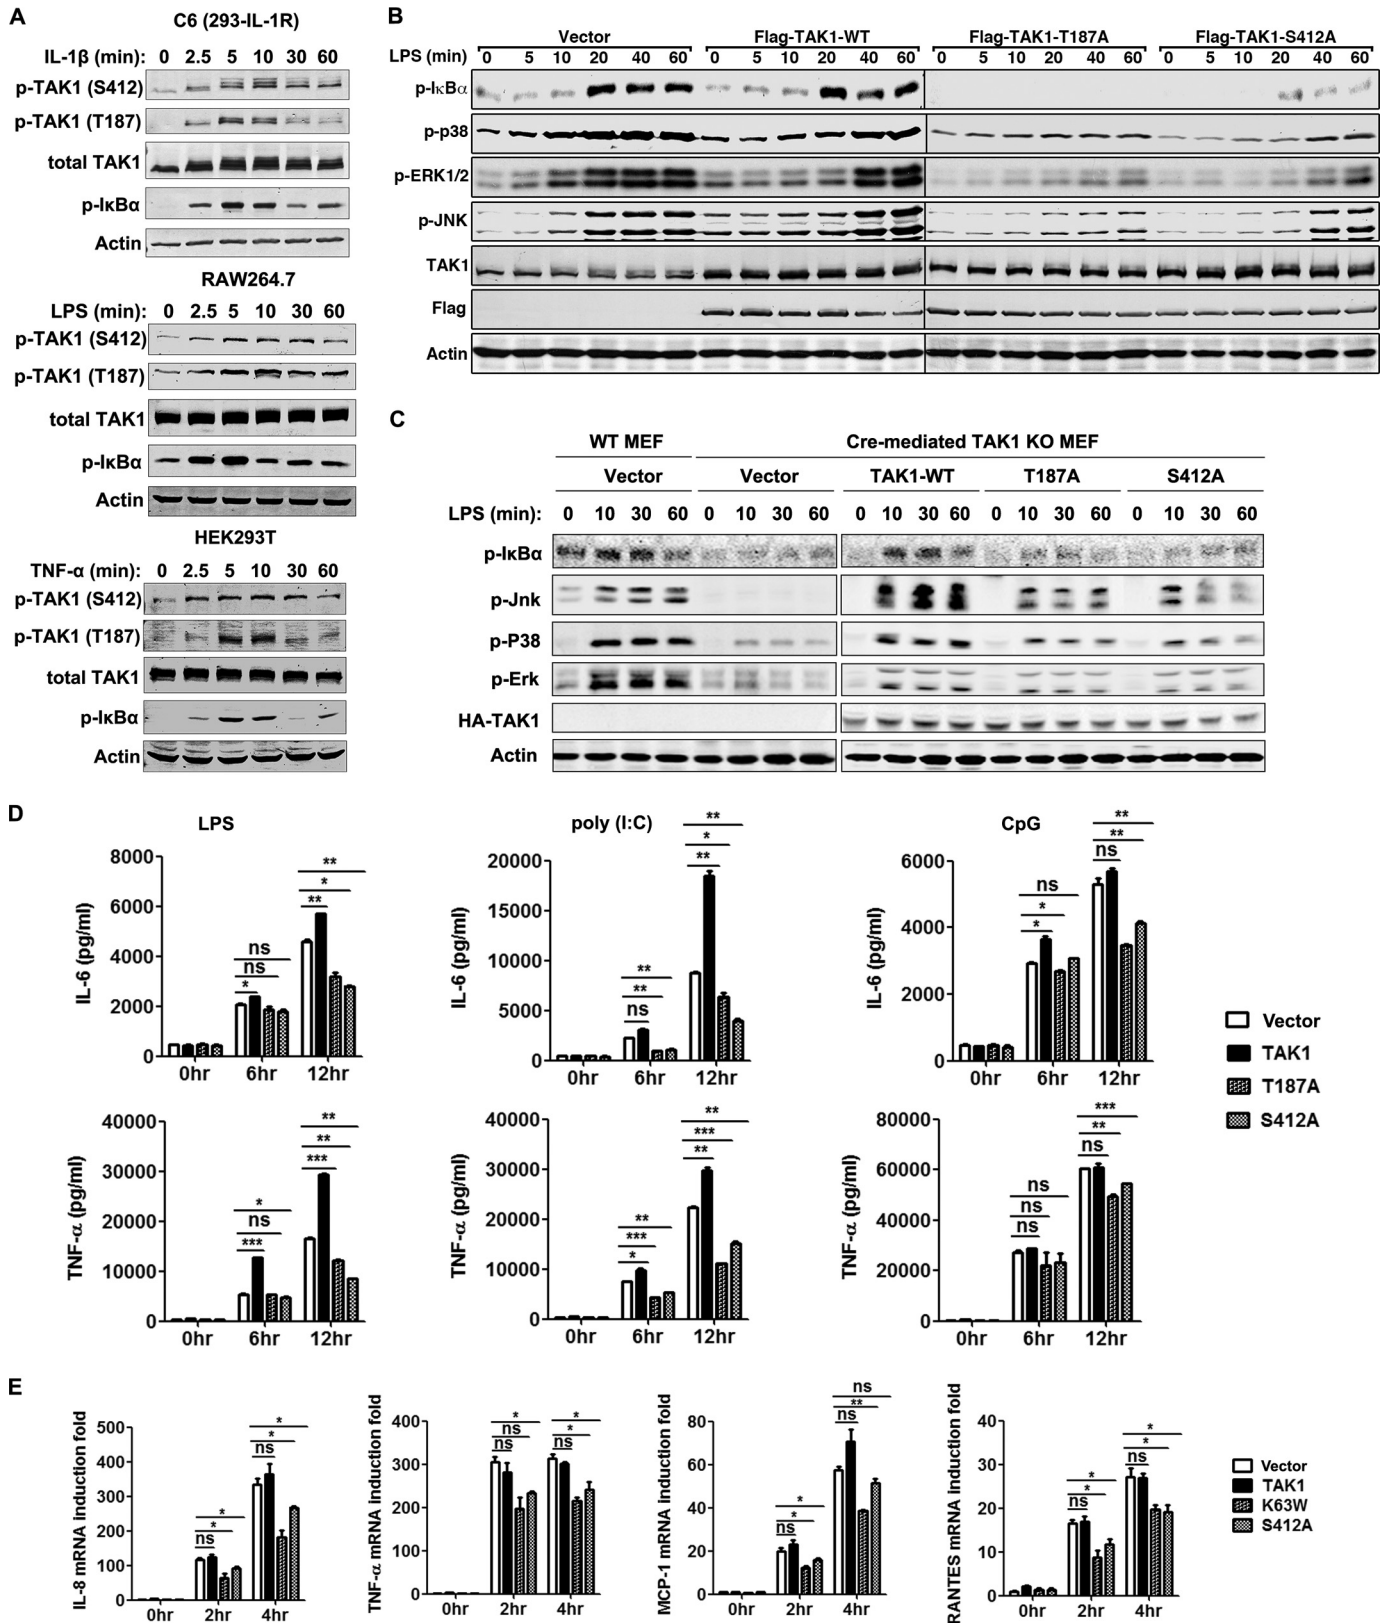 A
C6 (293-IL-1R)
IL-1β (min): 0 2.5 5 10 30 60
p-TAK1 (S412)
p-TAK1 (T187)
total TAK1
p-IκBα
Actin
RAW264.7
LPS (min): 0 2.5 5 10 30 60
p-TAK1 (S412)
p-TAK1 (T187)
total TAK1
p-IκBα
Actin
HEK293T
TNF-α (min): 0 2.5 5 10 30 60
p-TAK1 (S412)
p-TAK1 (T187)
total TAK1
p-IκBα
Actin
B
Vector Flag-TAK1-WT Flag-TAK1-T187A Flag-TAK1-S412A
LPS (min) 0 5 10 20 40 60 0 5 10 20 40 60 0 5 10 20 40 60 0 5 10 20 40 60
p-IκBα
p-p38
p-ERK1/2
p-JNK
TAK1
Flag
Actin
C
WT MEF Cre-mediated TAK1 KO MEF
Vector Vector TAK1-WT T187A S412A
LPS (min): 0 10 30 60 0 10 30 60 0 10 30 60 0 10 30 60 0 10 30 60
p-IκBα
p-Jnk
p-P38
p-Erk
HA-TAK1
Actin
D
LPS
IL-6 (pg/ml)
8000
6000
4000
2000
0
ns
ns
*
**
*
**
0hr 6hr 12hr
poly (I:C)
IL-6 (pg/ml)
20000
15000
10000
5000
0
**
**
ns
**
*
**
0hr 6hr 12hr
CpG
IL-6 (pg/ml)
6000
4000
2000
0
ns
*
*
**
**
ns
0hr 6hr 12hr
Vector
TAK1
T187A
S412A
TNF-α (pg/ml)
40000
30000
20000
10000
0
*
ns
***
**
**
***
0hr 6hr 12hr
TNF-α (pg/ml)
40000
30000
20000
10000
0
**
***
*
**
***
**
0hr 6hr 12hr
TNF-α (pg/ml)
80000
60000
40000
20000
0
ns
ns
ns
***
**
ns
0hr 6hr 12hr
E
IL-8 mRNA induction fold
500
400
300
200
100
0
*
*
ns
*
*
ns
0hr 2hr 4hr
TNF-α mRNA induction fold
400
300
200
100
0
*
ns
ns
*
*
ns
0hr 2hr 4hr
MCP-1 mRNA induction fold
80
60
40
20
0
*
*
ns
ns
**
ns
0hr 2hr 4hr
RANTES mRNA induction fold
40
30
20
10
0
*
*
ns
*
*
ns
0hr 2hr 4hr
Vector
TAK1
K63W
S412A